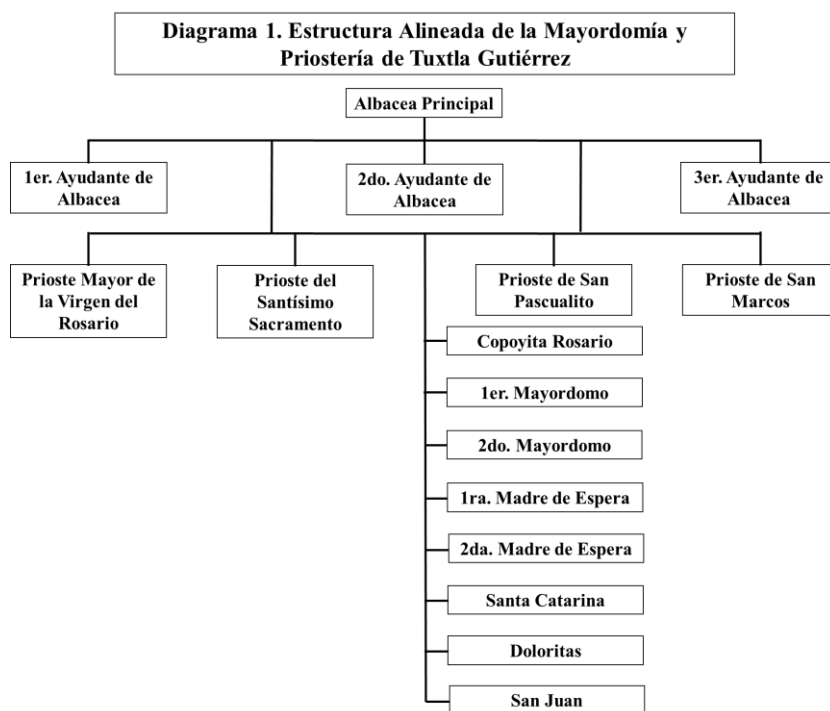 Diagrama 1. Estructura Alineada de la Mayordomía y
Priostería de Tuxtla Gutiérrez
Albacea Principal
1er. Ayudante de
Albacea
2do. Ayudante de
Albacea
3er. Ayudante de
Albacea
Prioste Mayor de
la Virgen del
Rosario
Prioste del
Santísimo
Sacramento
Prioste de San
Pascualito
Prioste de San
Marcos
Copoyita Rosario
1er. Mayordomo
2do. Mayordomo
1ra. Madre de Espera
2da. Madre de Espera
Santa Catarina
Doloritas
San Juan